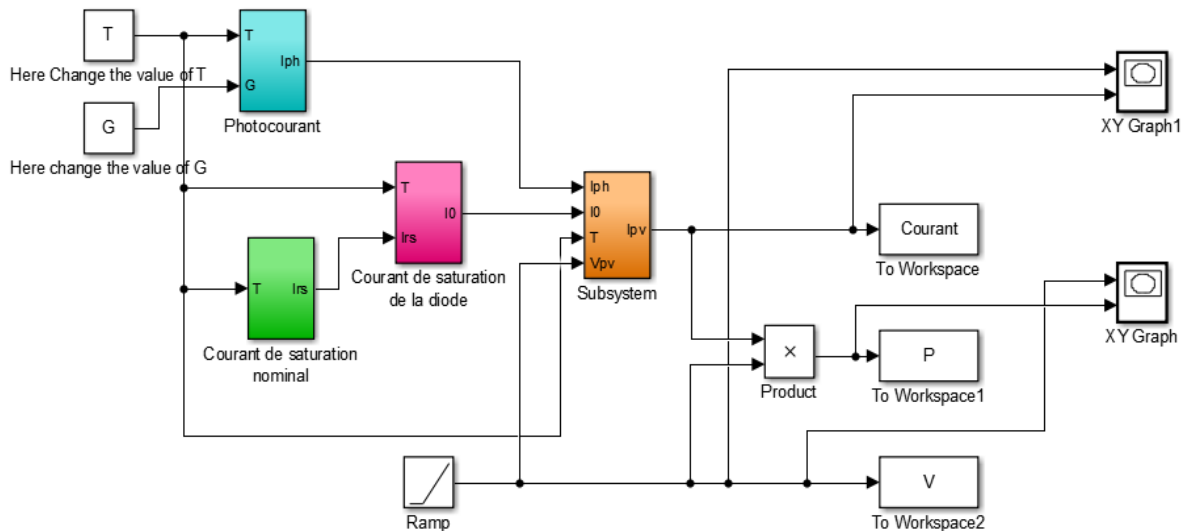 T
Here Change the value of T
G
Here change the value of G
T
G
Iph
Photocourant
T
Irs
I0
Courant de saturation
de la diode
T
Irs
Courant de saturation
nominal
Iph
I0
T
Vpv
Ipv
Subsystem
XY Graph1
Courant
To Workspace
XY Graph
×
Product
P
To Workspace1
Ramp
V
To Workspace2